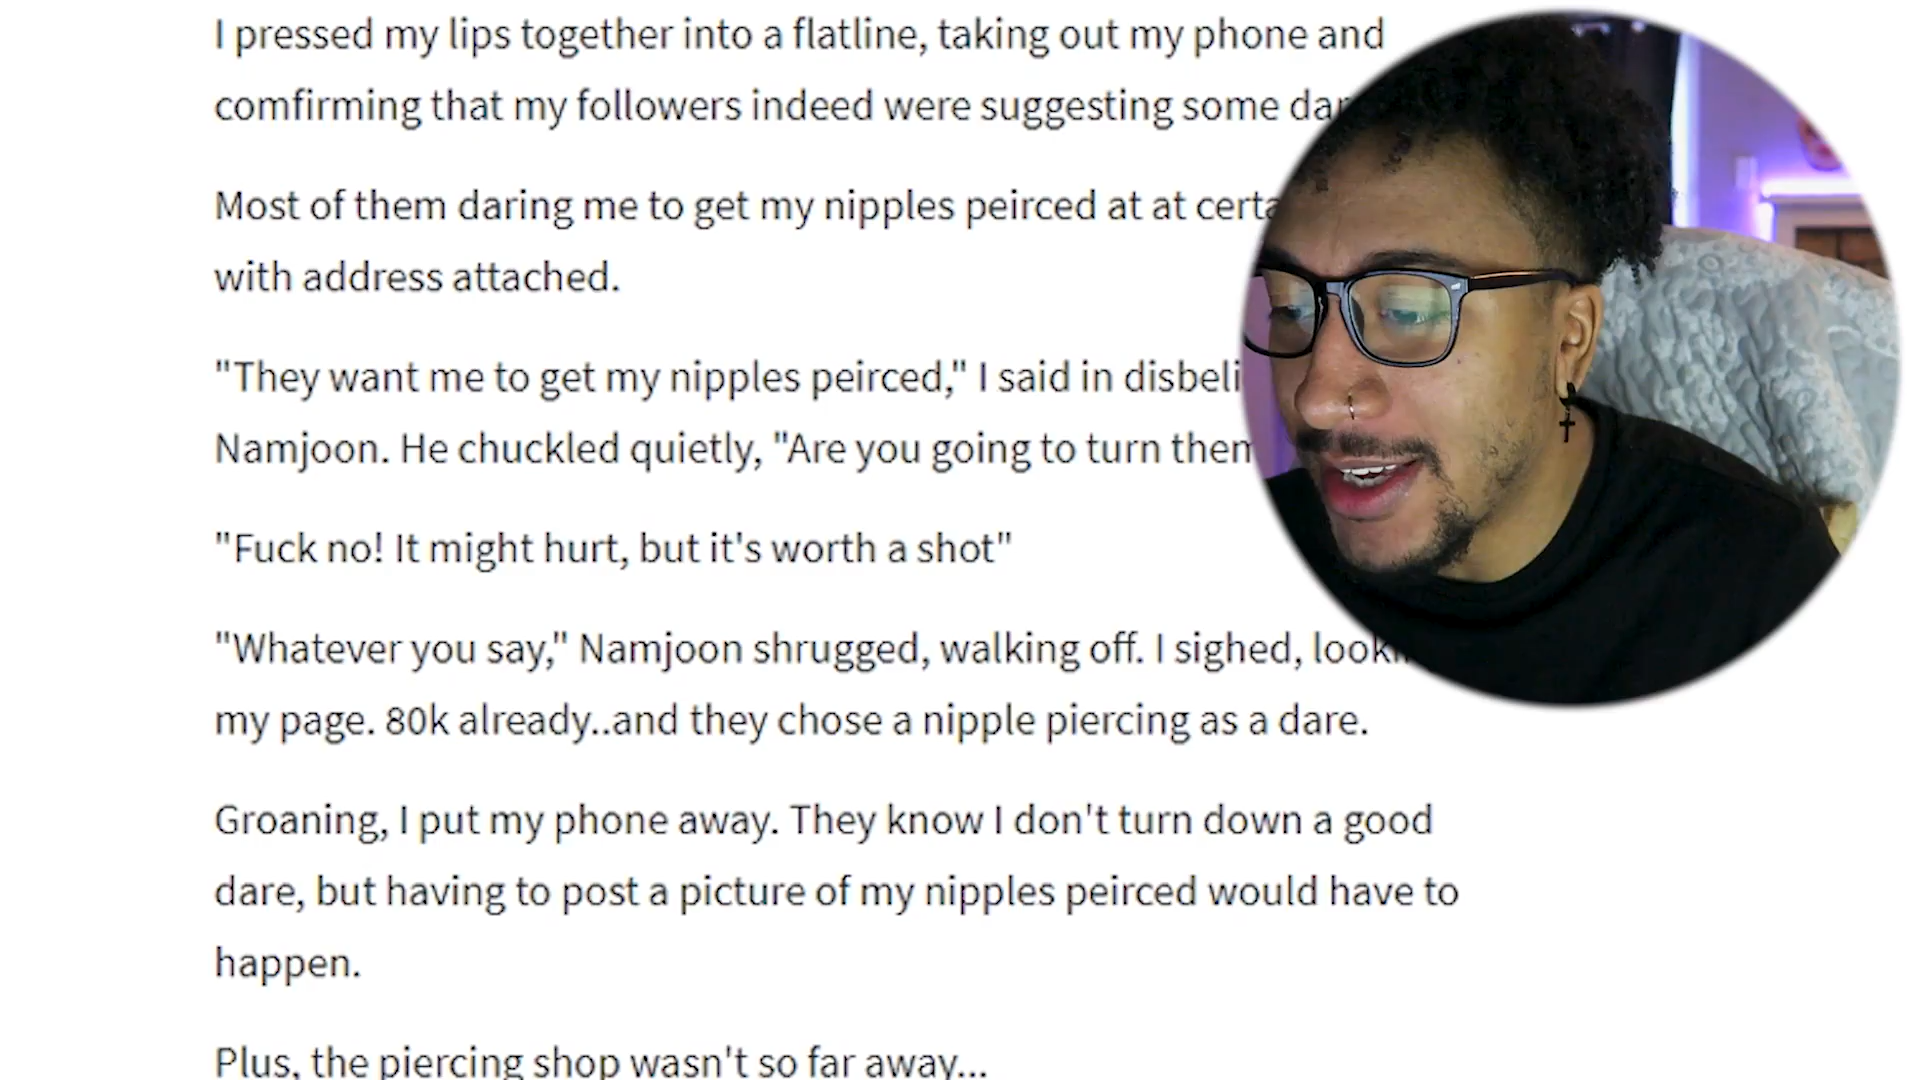 I pressed my lips together into a flatline, taking out my phone and
comfirming that my followers indeed were suggesting some
Most of them daring me to get my nipples peirced at at
with address attached.
"They want me to get my nipples peirced," I said in
Namjoon. He chuckled quietly, "Are you going to turn
"Fuck no! It might hurt, but it's worth a shot"
"Whatever you say," Namjoon shrugged, walking off. I sighed,
my page. 80k already..and they chose a nipple piercing as a dare.
Groaning, I put my phone away. They know I don't turn down a good
dare, but having to post a picture of my nipples peirced would have to
happen.
Plus, the piercing shop wasn't so far away...